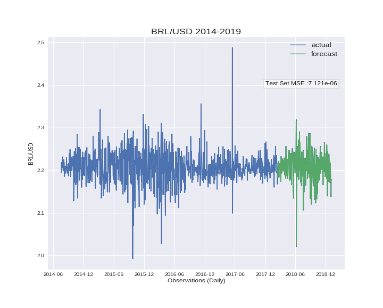 BRL/USD 2014-2019
actual
forecast
Test Set MSE: 7.121e-06
BRL/USD
2.5
2.4
2.3
2.2
2.1
2.0
2014-06 2014-12 2015-06 2015-12 2016-06 2016-12 2017-06 2017-12 2018-06 2018-12
Observations (Daily)